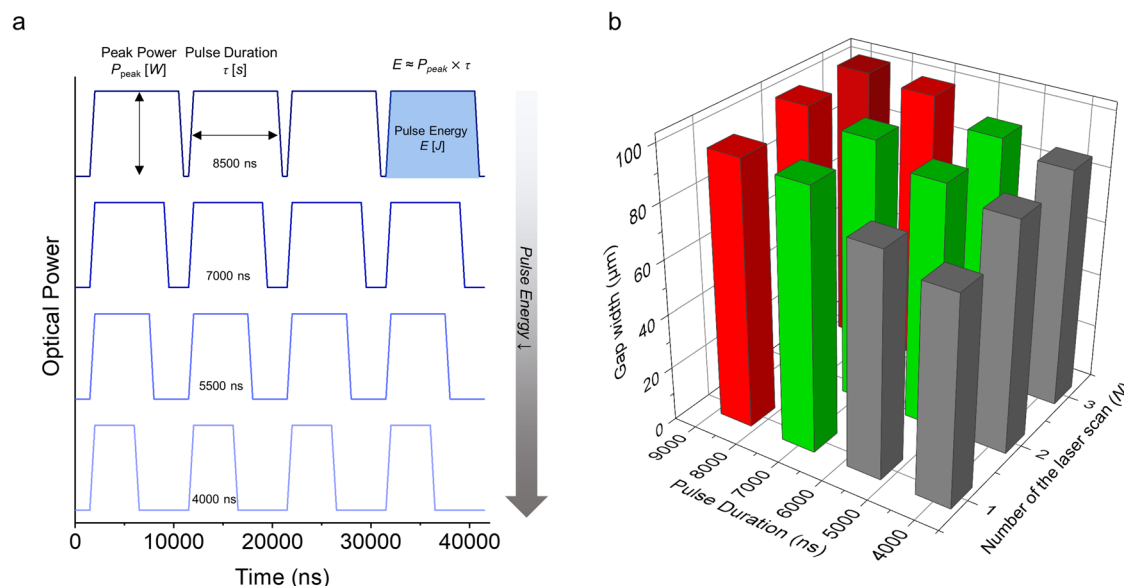 a
Peak Power
P_peak [W]
Pulse Duration
τ [s]
E ≈ P_peak × τ
8500 ns
Pulse Energy
E [J]
7000 ns
5500 ns
4000 ns
Optical Power
Pulse Energy ↓
0
10000
20000
30000
40000
Time (ns)
b
100
80
60
40
20
0
Gap width (μm)
9000
8000
7000
6000
5000
4000
Pulse Duration (ns)
1
2
3
Number of the laser scan (N